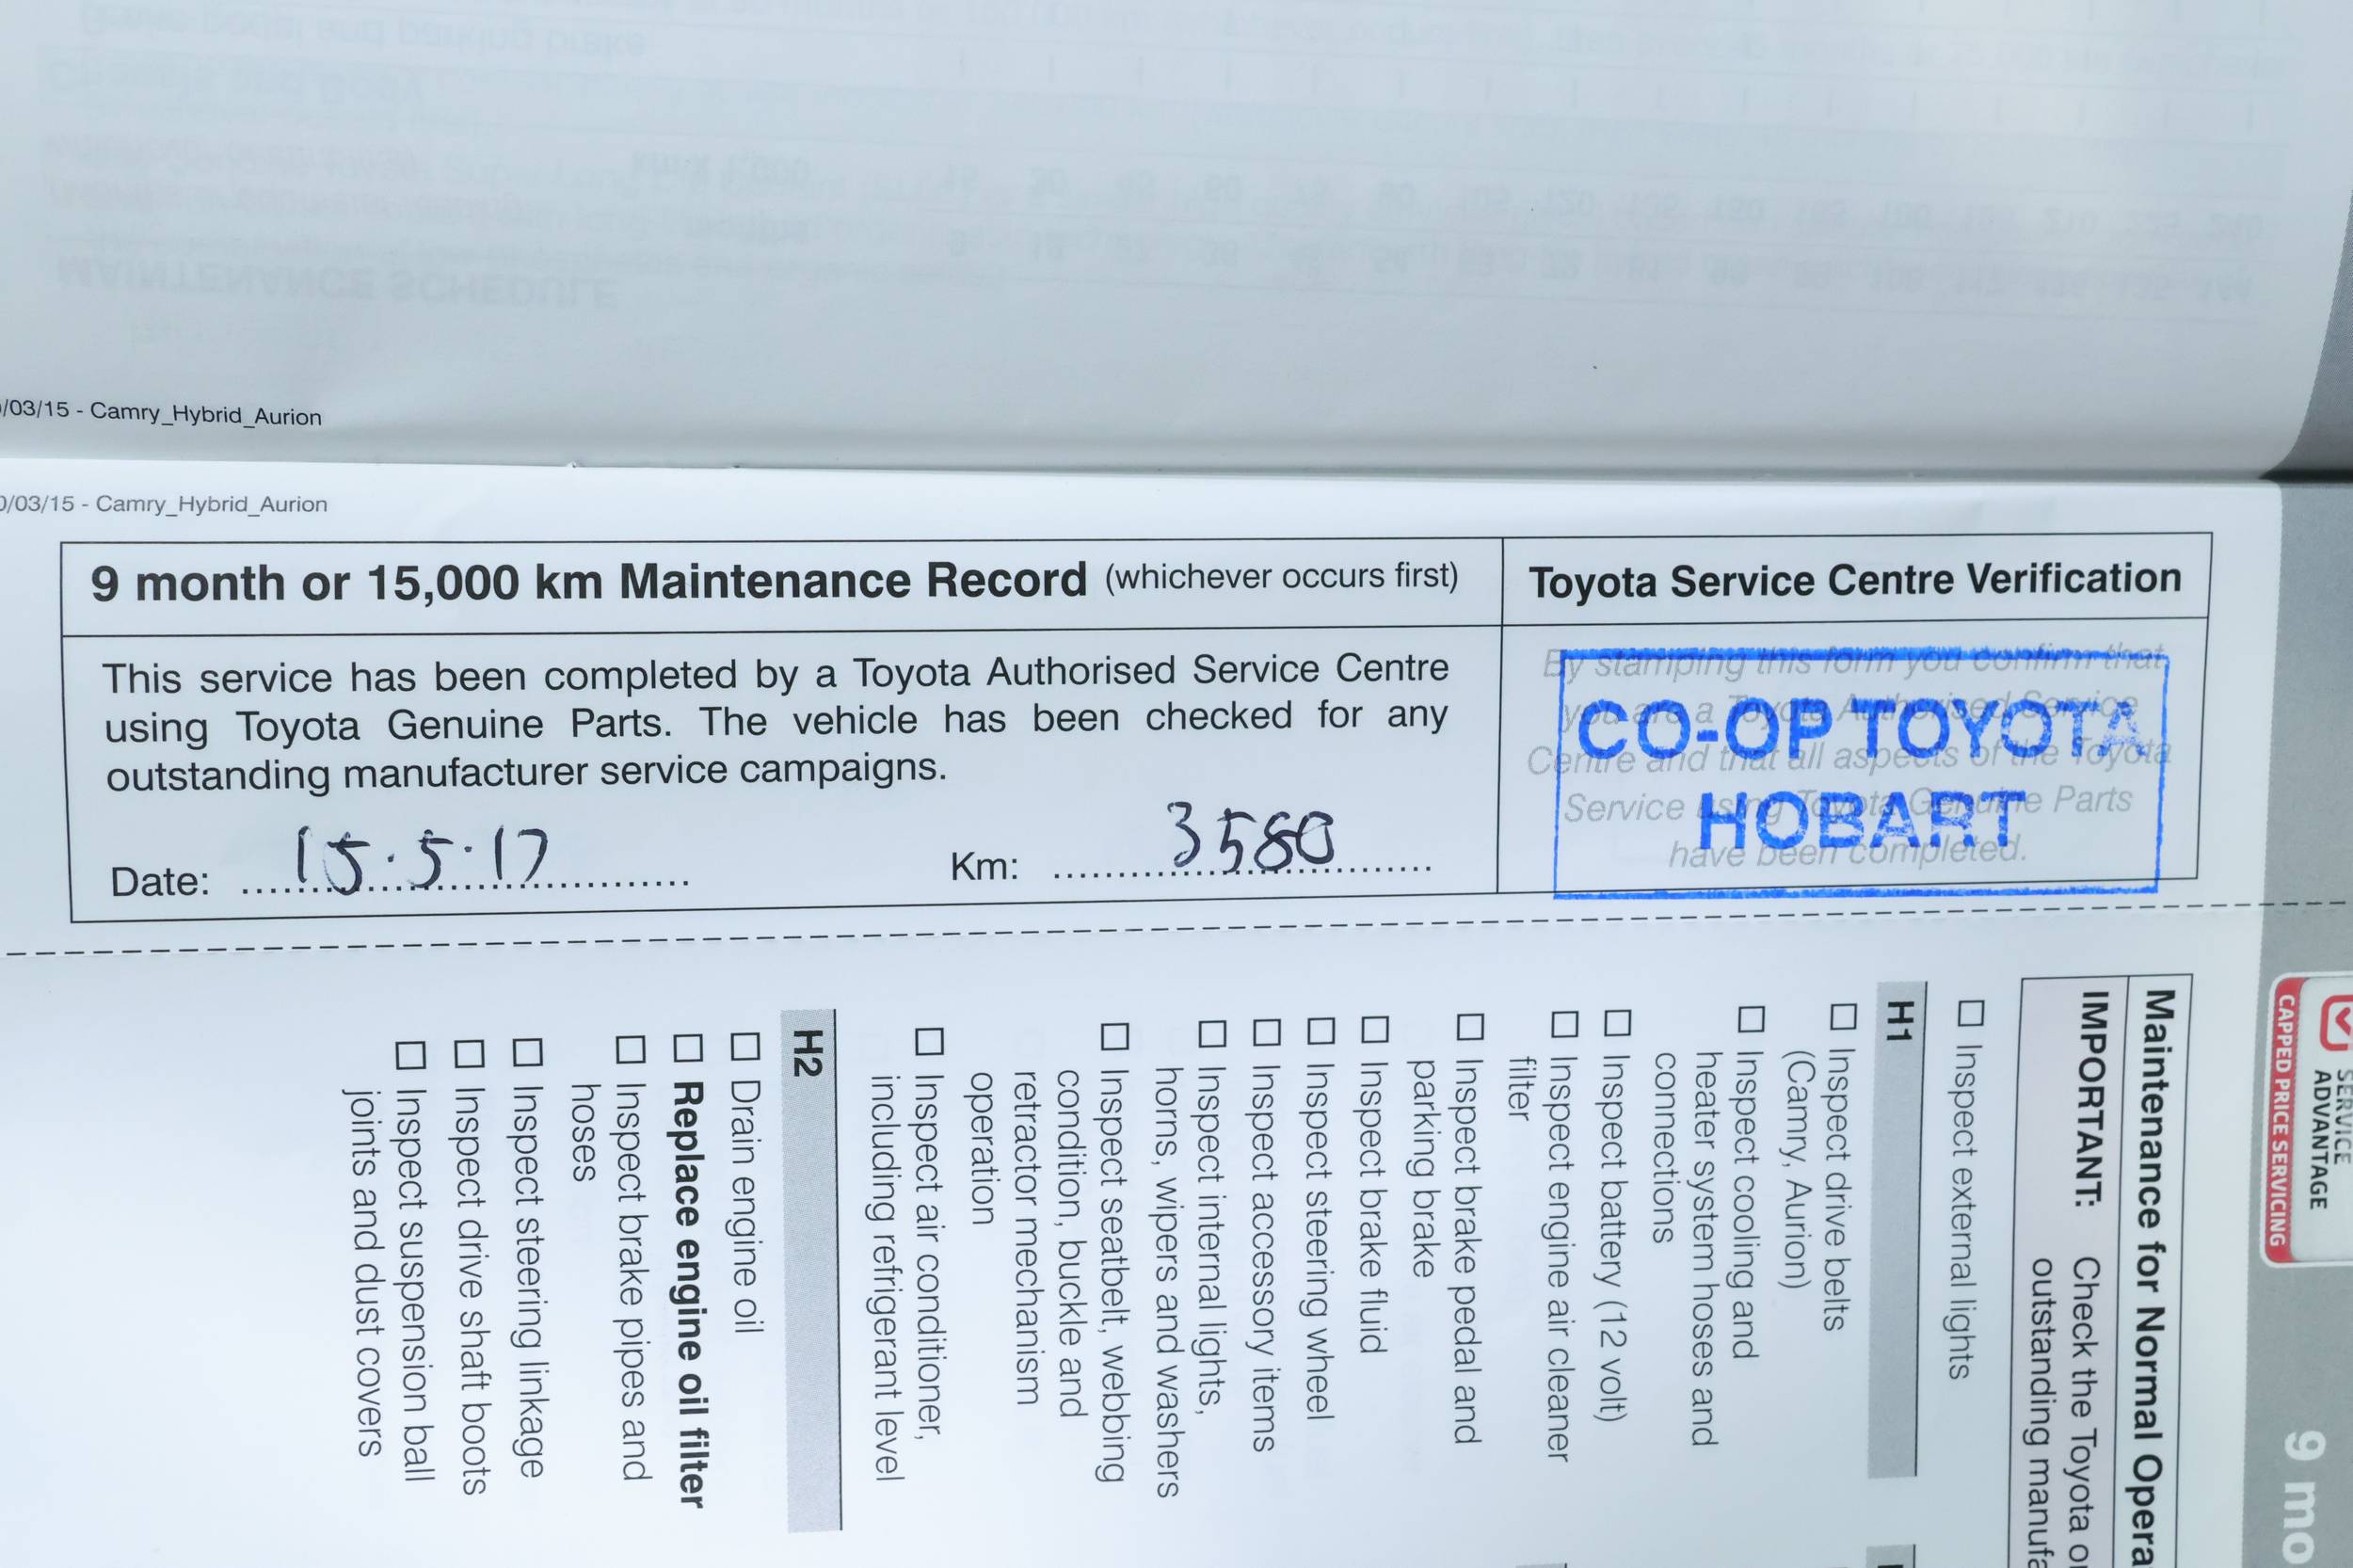 /03/15 - Camry_Hybrid_Aurion
0/03/15 - Camry_Hybrid_Aurion
9 month or 15,000 km Maintenance Record (whichever occurs first)
Toyota Service Centre Verification
This service has been completed by a Toyota Authorised Service Centre
using Toyota Genuine Parts. The vehicle has been checked for any
outstanding manufacturer service campaigns.
Date: 15.5.17
Km: 3580
By stamping this form you confirm that
you are a Toyota Authorised Service
Centre and that all aspects of the Toyota
Service using Toyota Genuine Parts
have been completed.
CO-OP TOYOTA
HOBART
SERVICE
ADVANTAGE
CAPPED PRICE SERVICING
9 mo
Maintenance for Normal Opera
IMPORTANT: Check the Toyota o
outstanding manufa
☐ Inspect external lights
H1
☐ Inspect drive belts
(Camry, Aurion)
☐ Inspect cooling and
heater system hoses and
connections
☐ Inspect battery (12 volt)
☐ Inspect engine air cleaner
filter
☐ Inspect brake pedal and
parking brake
☐ Inspect brake fluid
☐ Inspect steering wheel
☐ Inspect accessory items
☐ Inspect internal lights,
horns, wipers and washers
☐ Inspect seatbelt, webbing
condition, buckle and
retractor mechanism
operation
☐ Inspect air conditioner,
including refrigerant level
H2
☐ Drain engine oil
☐ Replace engine oil filter
☐ Inspect brake pipes and
hoses
☐ Inspect steering linkage
☐ Inspect drive shaft boots
☐ Inspect suspension ball
joints and dust covers